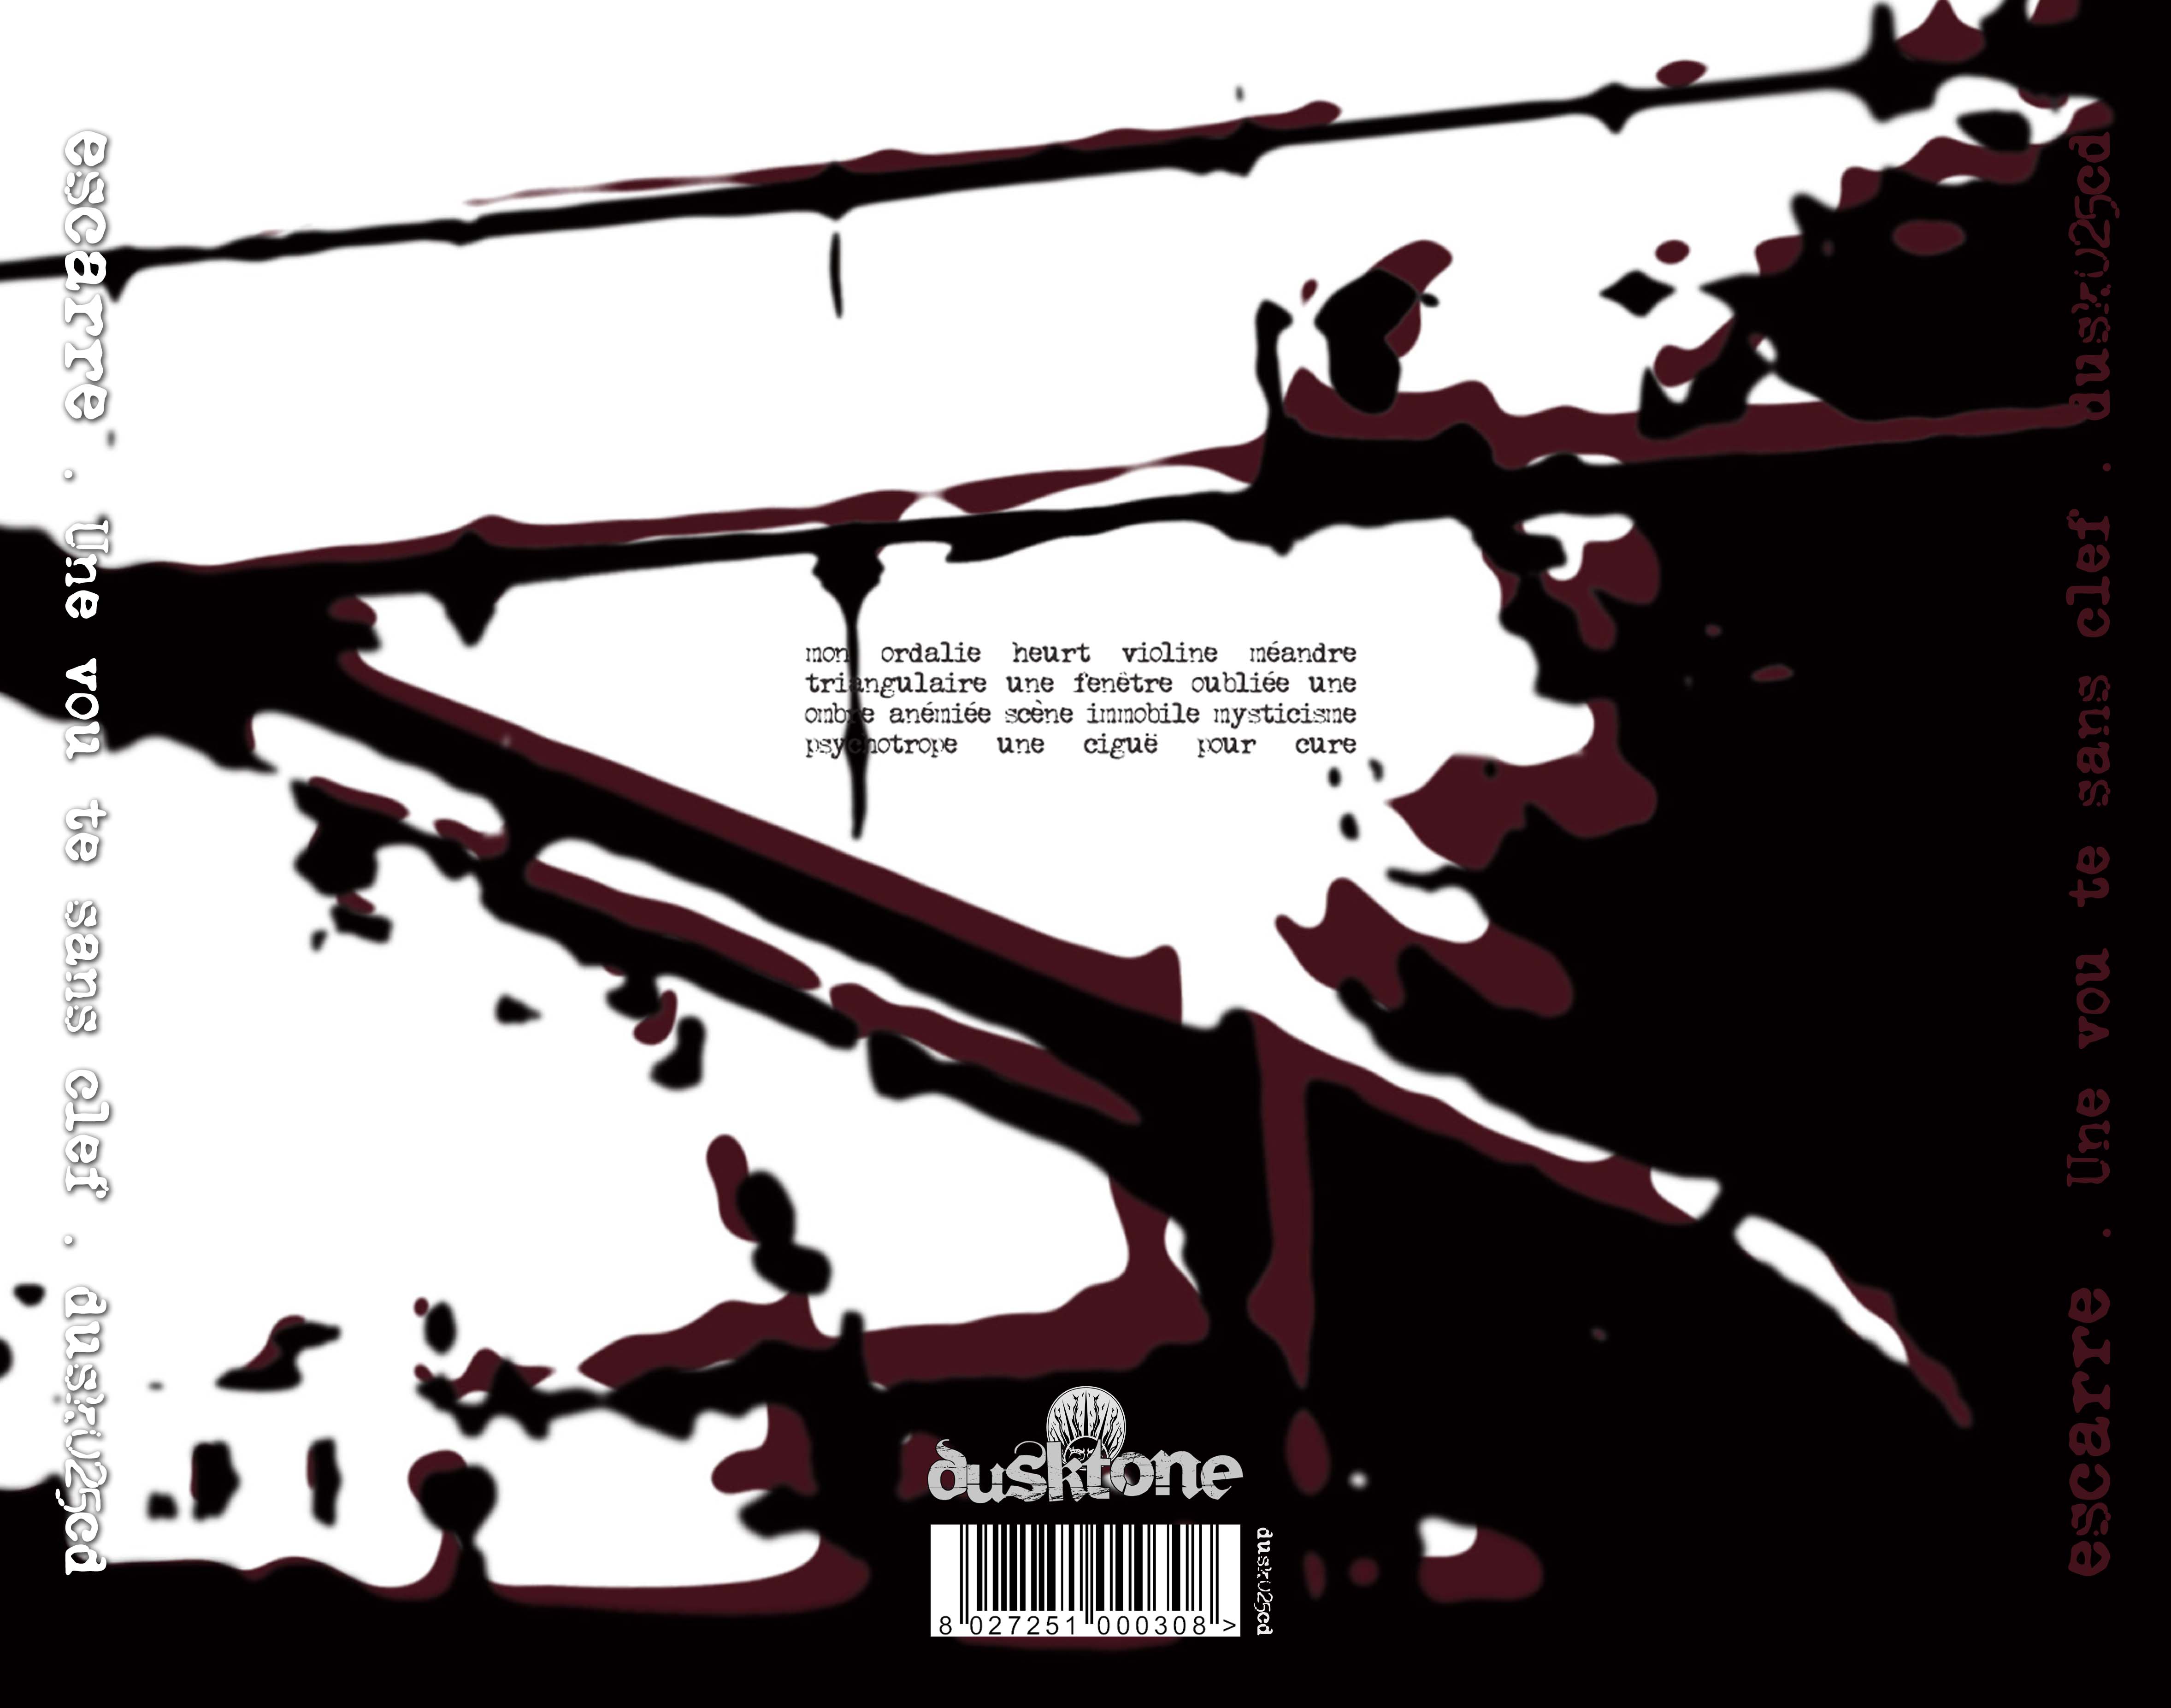 escarre . Une vou te sans clef . dusk025cd
mon ordalie heurt violine méandre
triangulaire une fenêtre oubliée une
ombre anémiée scène immobile mysticisme
psychotrope une ciguë pour cure
dusktone
8 027251 000308 >
dusk025cd
escarre . Une vou te sans clef . dusk025cd